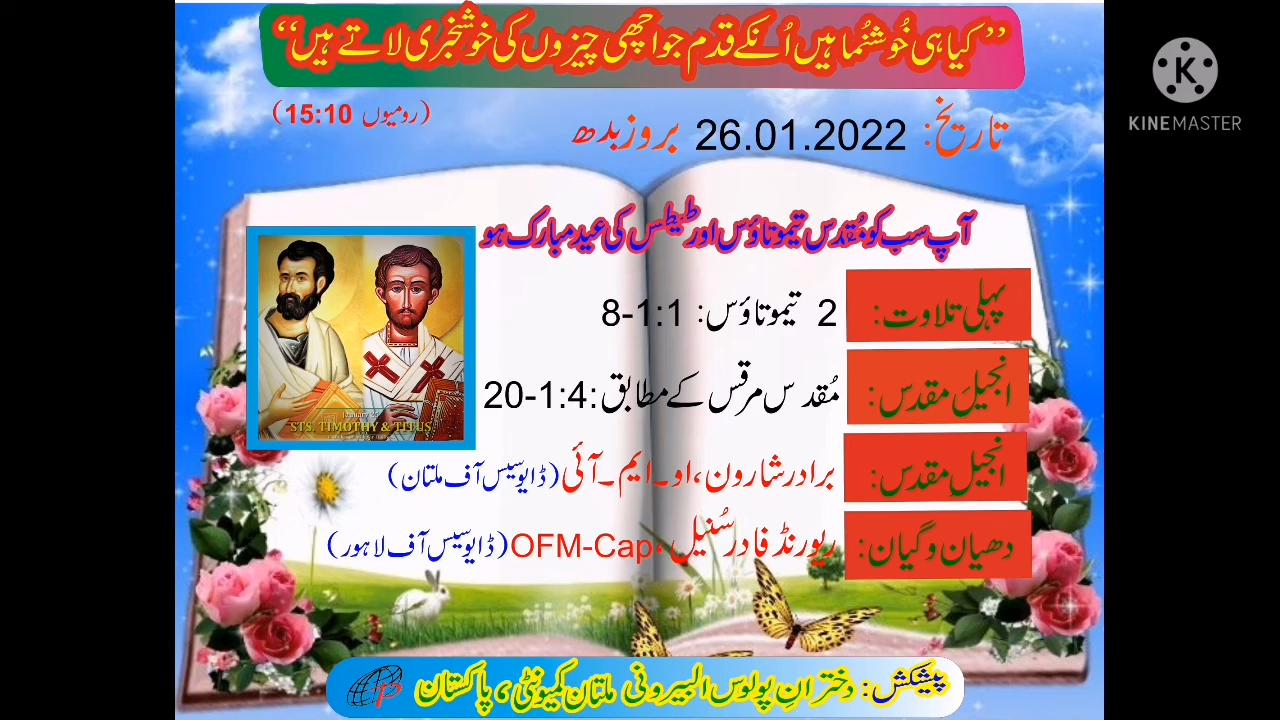 ”کیا ہی خُوشنُما ہیں اُنکے قدم جو اچھی چیزوں کی خوشخبری لاتے ہیں“
(رومیوں 15:10)
تاریخ: 26.01.2022 بروز بدھ
آپ سب کو مُقدس تیموتاؤس اور طیطس کی عید مبارک ہو
پہلی تلاوت: 2 تیموتاؤس: 1:1-8
انجیلَ مقدس: مُقدس مرقس کے مطابق: 1:4-20
انجیلِ مقدس: برادر شارون، او۔ایم۔آئی (ڈایوسیس آف ملتان)
دھیان و گیان: ریورنڈ فادر سُنیل، OFM-Cap (ڈایوسیس آف لاہور)
پیشکش: دخترانِ پولوس البیرونی ملتان کمیونٹی، پاکستان
STS. TIMOTHY & TITUS
KINEMASTER